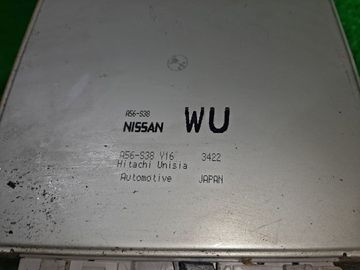 A56-S38
NISSAN WU
A56-S38 Y16 3422
Hitachi Unisia
Automotive JAPAN